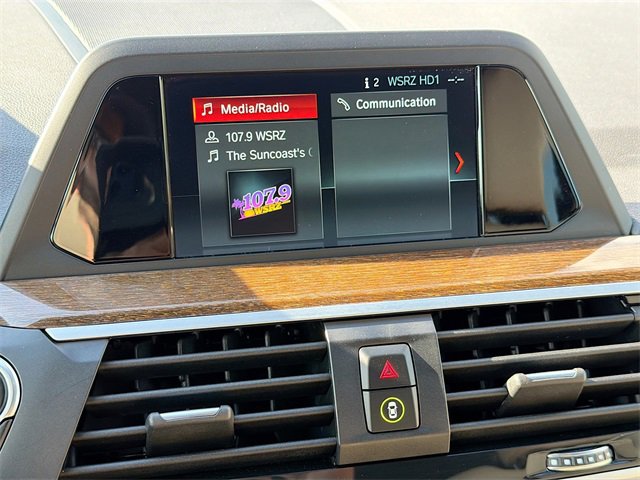 i 2 WSRZ HD1 --:--
Media/Radio
Communication
107.9 WSRZ
The Suncoast's (
107.9
WSRZ